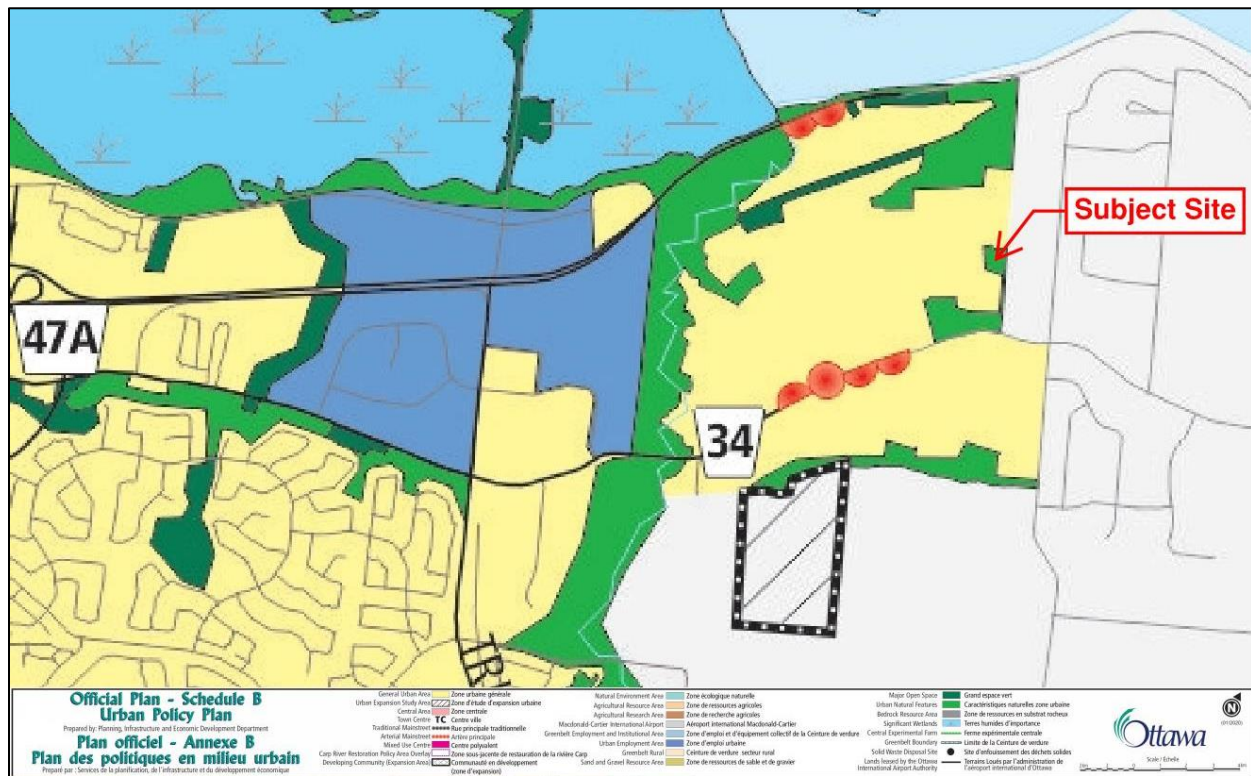 Subject Site
47A
34
TRI
Official Plan - Schedule B
Urban Policy Plan
Prepared by: Planning, Infrastructure and Economic Development Department
Plan officiel - Annexe B
Plan des politiques en milieu urbain
Préparé par : Services de la planification, de l'infrastructure et du développement économique
General Urban Area Zone urbaine générale
Urban Expansion Study Area Zone d'étude d'expansion urbaine
Central Area Zone centrale
Town Centre TC Centre ville
Traditional Mainstreet Rue principale traditionnelle
Arterial Mainstreet Artère principale
Mixed Use Centre Centre polyvalent
Carp River Restoration Policy Area Overlay Zone sous-jacente de restauration de la rivière Carp
Developing Community (Expansion Area) Communauté en développement
(zone d'expansion)
Natural Environment Area Zone écologique naturelle
Agricultural Resource Area Zone de ressources agricoles
Agricultural Research Area Zone de recherche agricoles
Macdonald-Cartier International Airport Aéroport international Macdonald-Cartier
Greenbelt Employment and Institutional Area Zone d'emploi et d'équipement collectif de la Ceinture de verdure
Urban Employment Area Zone d'emploi urbaine
Greenbelt Rural Ceinture de verdure secteur rural
Sand and Gravel Resource Area Zone de ressources de sable et de gravier
Major Open Space Grand espace vert
Urban Natural Features Caractéristiques naturelles zone urbaine
Bedrock Resource Area Zone de ressources en substrat rocheux
Significant Wetlands Terres humides d'importance
Central Experimental Farm Ferme expérimentale centrale
Greenbelt Boundary Limite de la Ceinture de verdure
Solid Waste Disposal Site Site d'enfouissement des déchets solides
Lands leased by the Ottawa Terrains Loués par l'administration de
International Airport Authority l'aéroport international d'Ottawa
Ottawa
N
Scale / Echelle